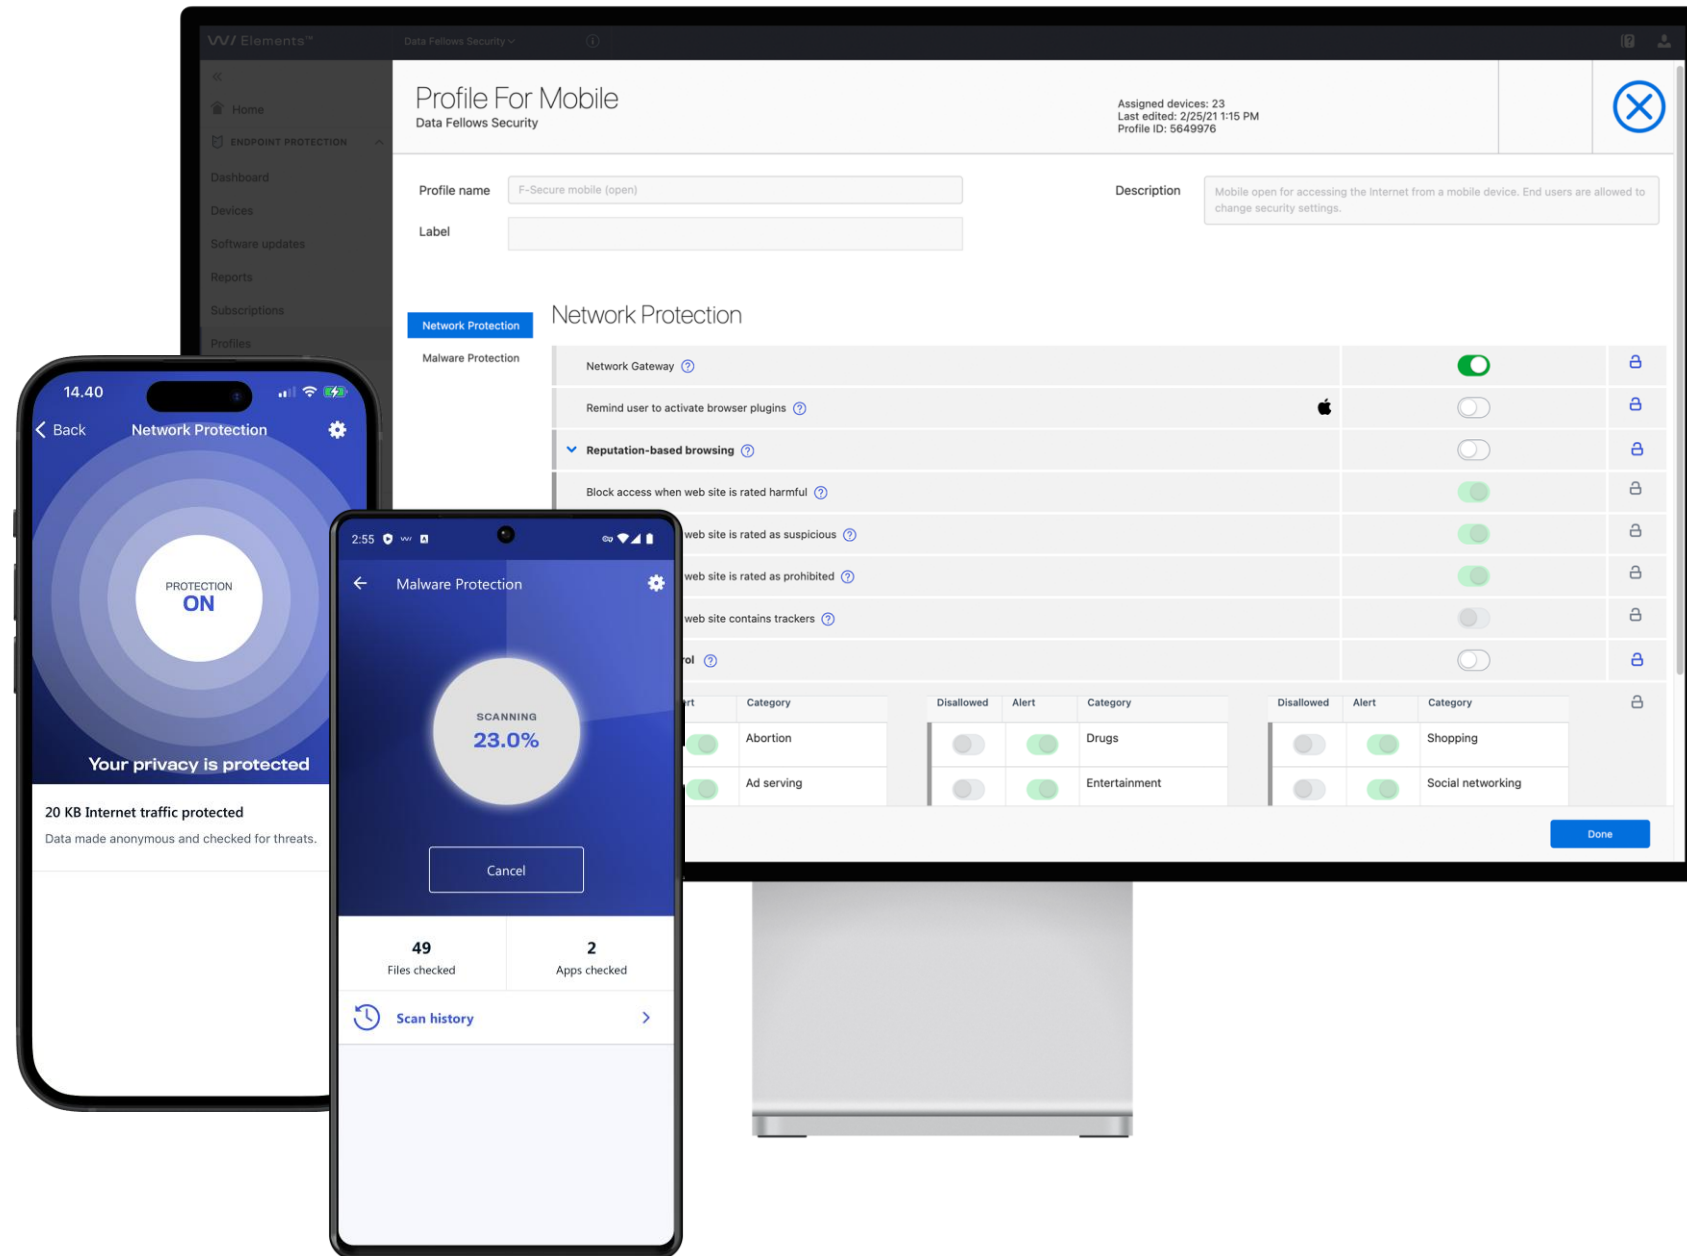 W/ Elements™
Data Fellows Security
Home
ENDPOINT PROTECTION
Dashboard
Devices
Software updates
Reports
Subscriptions
Profiles
Profile For Mobile
Data Fellows Security
Assigned devices: 23
Last edited: 2/25/21 1:15 PM
Profile ID: 5649976
Profile name
F-Secure mobile (open)
Label
Description
Mobile open for accessing the Internet from a mobile device. End users are allowed to
change security settings.
Network Protection
Malware Protection
Network Protection
Network Gateway
Remind user to activate browser plugins
Reputation-based browsing
Block access when web site is rated harmful
web site is rated as suspicious
web site is rated as prohibited
web site contains trackers
rol
rt Category Disallowed Alert Category Disallowed Alert Category
Abortion Drugs Shopping
Ad serving Entertainment Social networking
Done
14.40
Back Network Protection
PROTECTION
ON
Your privacy is protected
20 KB Internet traffic protected
Data made anonymous and checked for threats.
2:55
Malware Protection
SCANNING
23.0%
Cancel
49 2
Files checked Apps checked
Scan history